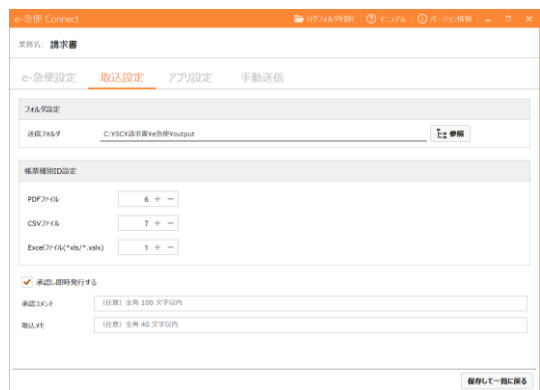 e-急便 Connect
ログフォルダを開く
マニュアル
バージョン情報
業務名: 請求書
e-急便設定 取込設定 アプリ設定 手動送信
フォルダ設定
送信フォルダ C:¥SCV請求書¥e急便¥output 参照
帳票種別ID設定
PDFファイル 6 + −
CSVファイル 7 + −
Excelファイル(*xls/*.xslx) 1 + −
承認し即時発行する
承認コメント (任意) 全角 100 文字以内
取込メモ (任意) 全角 40 文字以内
保存して一覧に戻る